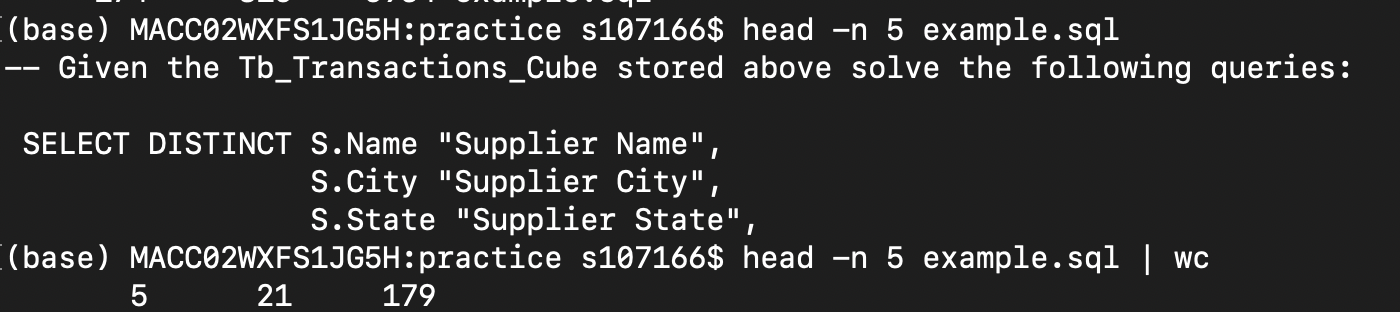 (base) MACC02WXFS1JG5H:practice s107166$ head -n 5 example.sql
-- Given the Tb_Transactions_Cube stored above solve the following queries:
SELECT DISTINCT S.Name "Supplier Name",
S.City "Supplier City",
S.State "Supplier State",
(base) MACC02WXFS1JG5H:practice s107166$ head -n 5 example.sql | wc
5 21 179